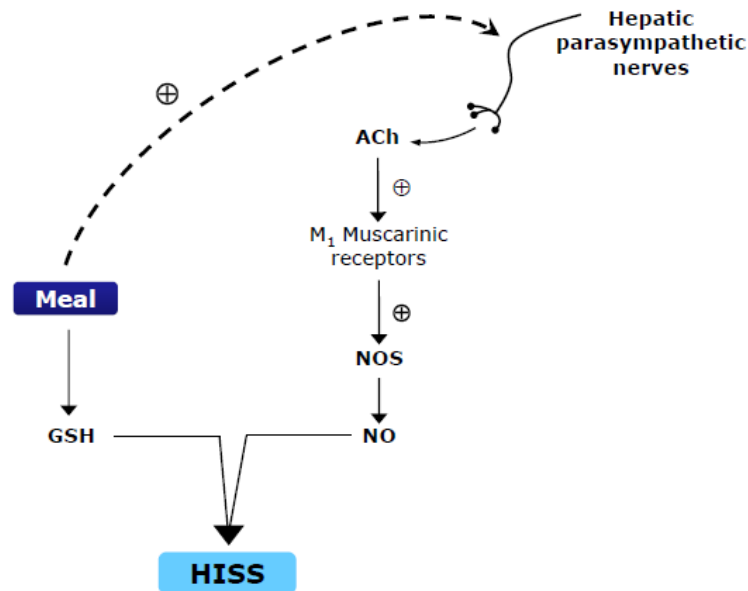 Hepatic
parasympathetic
nerves
⊕
ACh
⊕
M₁ Muscarinic
receptors
Meal
⊕
NOS
GSH
NO
HISS